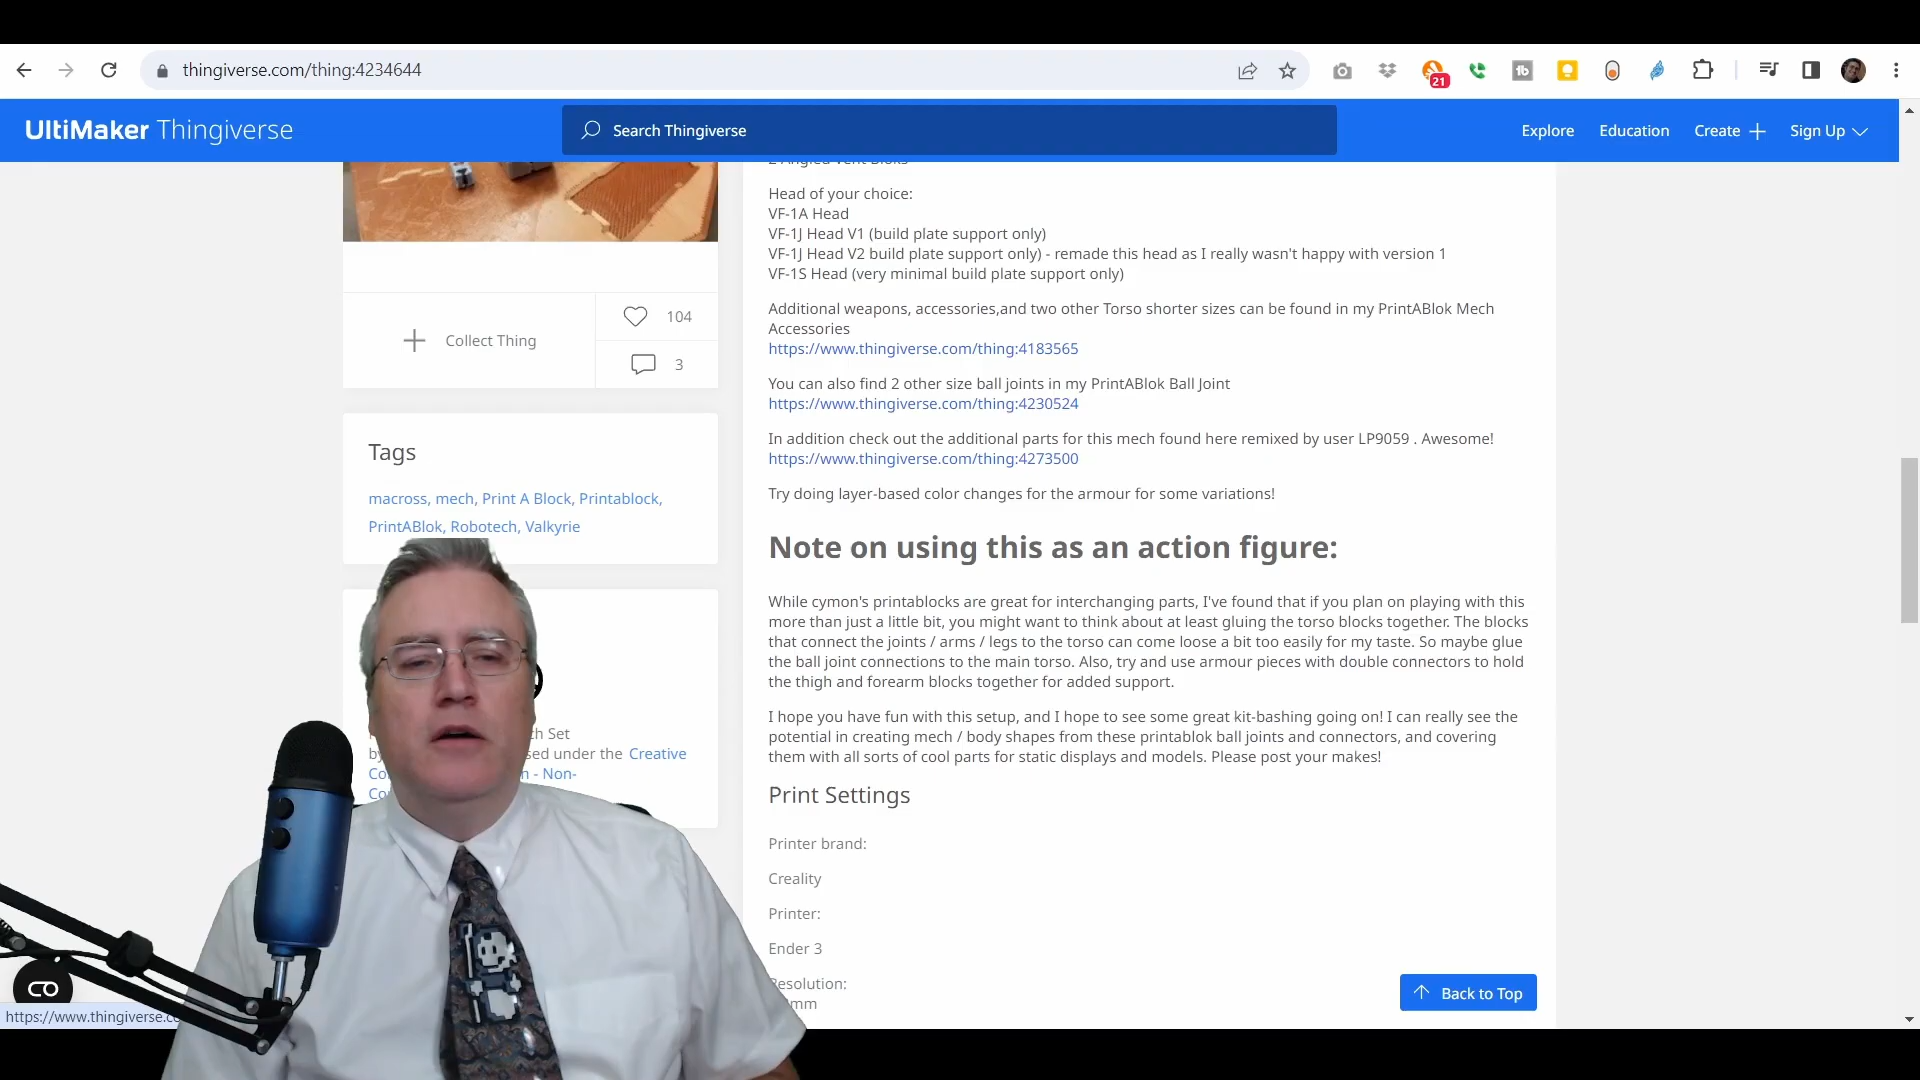 thingiverse.com/thing:4234644
21
UltiMaker Thingiverse
Search Thingiverse
Explore
Education
Create
Sign Up
Head of your choice:
VF-1A Head
VF-1J Head V1 (build plate support only)
VF-1J Head V2 build plate support only) - remade this head as I really wasn't happy with version 1
VF-1S Head (very minimal build plate support only)
Additional weapons, accessories,and two other Torso shorter sizes can be found in my PrintABlok Mech
Accessories
https://www.thingiverse.com/thing:4183565
You can also find 2 other size ball joints in my PrintABlok Ball Joint
https://www.thingiverse.com/thing:4230524
In addition check out the additional parts for this mech found here remixed by user LP9059 . Awesome!
https://www.thingiverse.com/thing:4273500
Try doing layer-based color changes for the armour for some variations!
Note on using this as an action figure:
While cymon's printablocks are great for interchanging parts, I've found that if you plan on playing with this
more than just a little bit, you might want to think about at least gluing the torso blocks together. The blocks
that connect the joints / arms / legs to the torso can come loose a bit too easily for my taste. So maybe glue
the ball joint connections to the main torso. Also, try and use armour pieces with double connectors to hold
the thigh and forearm blocks together for added support.
I hope you have fun with this setup, and I hope to see some great kit-bashing going on! I can really see the
potential in creating mech / body shapes from these printablok ball joints and connectors, and covering
them with all sorts of cool parts for static displays and models. Please post your makes!
Print Settings
Printer brand:
Creality
Printer:
Ender 3
Resolution:
mm
Back to Top
Collect Thing
104
3
Tags
macross, mech, Print A Block, Printablock,
PrintABlok, Robotech, Valkyrie
Set
under the Creative
- Non-
https://www.thingiverse.c